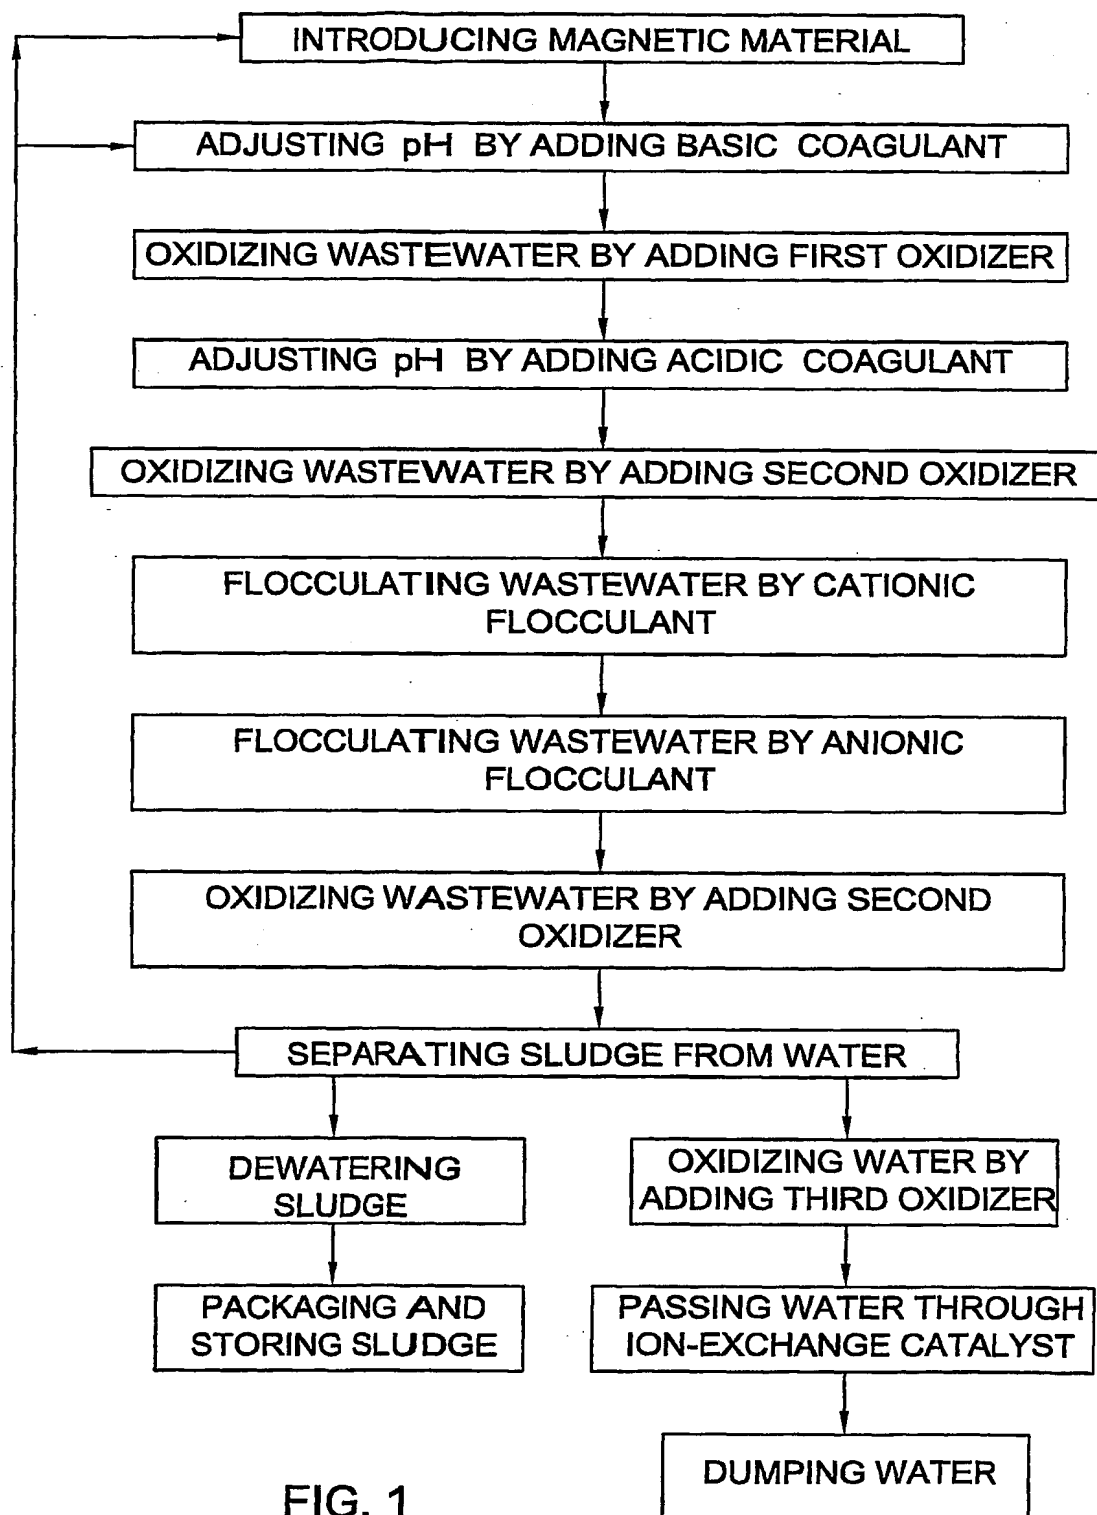 INTRODUCING MAGNETIC MATERIAL
ADJUSTING pH BY ADDING BASIC COAGULANT
OXIDIZING WASTEWATER BY ADDING FIRST OXIDIZER
ADJUSTING pH BY ADDING ACIDIC COAGULANT
OXIDIZING WASTEWATER BY ADDING SECOND OXIDIZER
FLOCCULATING WASTEWATER BY CATIONIC
FLOCCULANT
FLOCCULATING WASTEWATER BY ANIONIC
FLOCCULANT
OXIDIZING WASTEWATER BY ADDING SECOND
OXIDIZER
SEPARATING SLUDGE FROM WATER
DEWATERING
SLUDGE
OXIDIZING WATER BY
ADDING THIRD OXIDIZER
PACKAGING AND
STORING SLUDGE
PASSING WATER THROUGH
ION-EXCHANGE CATALYST
DUMPING WATER
FIG. 1